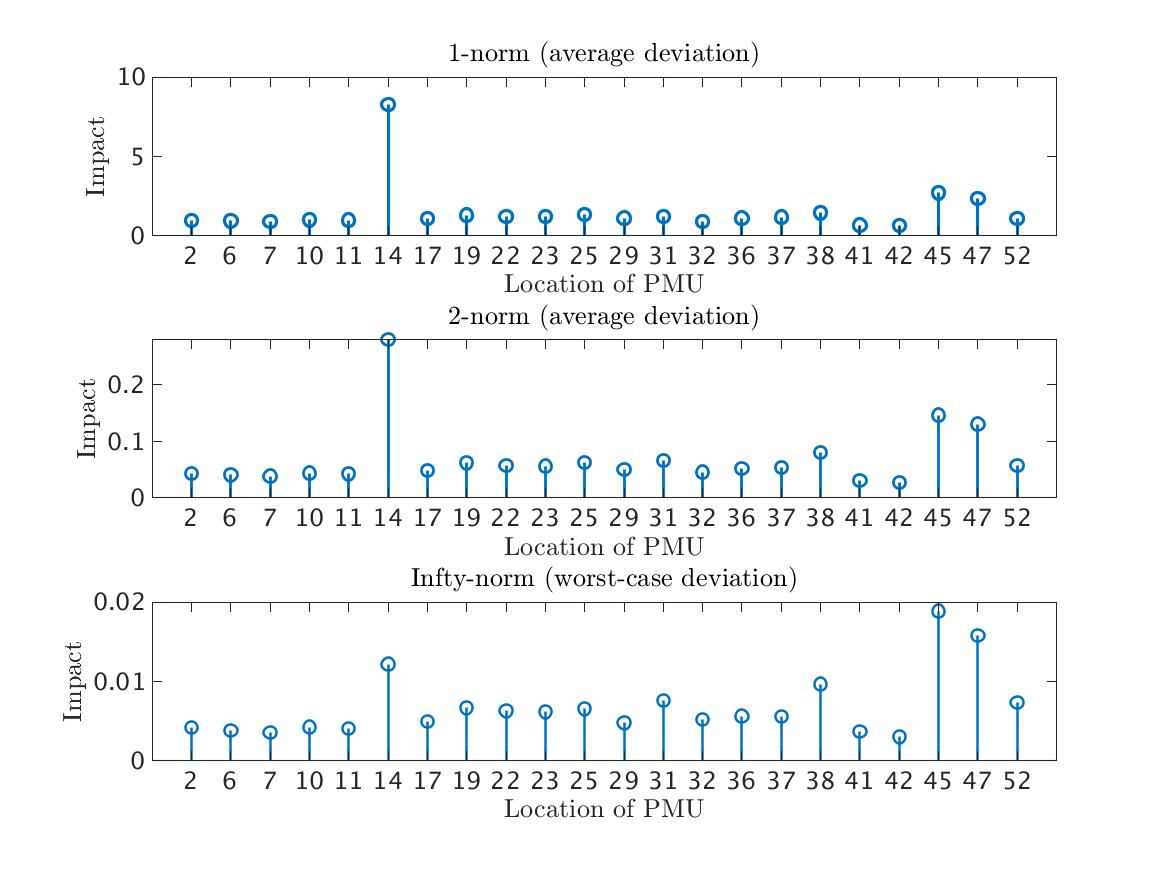 1-norm (average deviation)
10
5
0
Impact
2 6 7 10 11 14 17 19 22 23 25 29 31 32 36 37 38 41 42 45 47 52
Location of PMU
2-norm (average deviation)
0.2
0.1
0
Impact
2 6 7 10 11 14 17 19 22 23 25 29 31 32 36 37 38 41 42 45 47 52
Location of PMU
Infty-norm (worst-case deviation)
0.02
0.01
0
Impact
2 6 7 10 11 14 17 19 22 23 25 29 31 32 36 37 38 41 42 45 47 52
Location of PMU